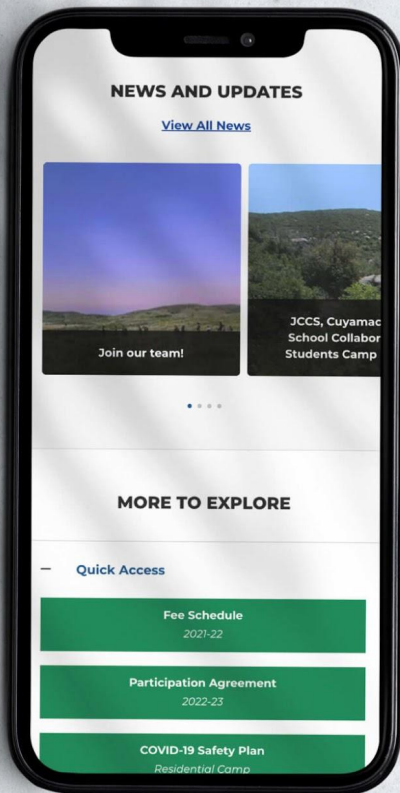 NEWS AND UPDATES
View All News
Join our team!
JCCS, Cuyamac
School Collabor
Students Camp
MORE TO EXPLORE
Quick Access
Fee Schedule
2021-22
Participation Agreement
2022-23
COVID-19 Safety Plan
Residential Camp